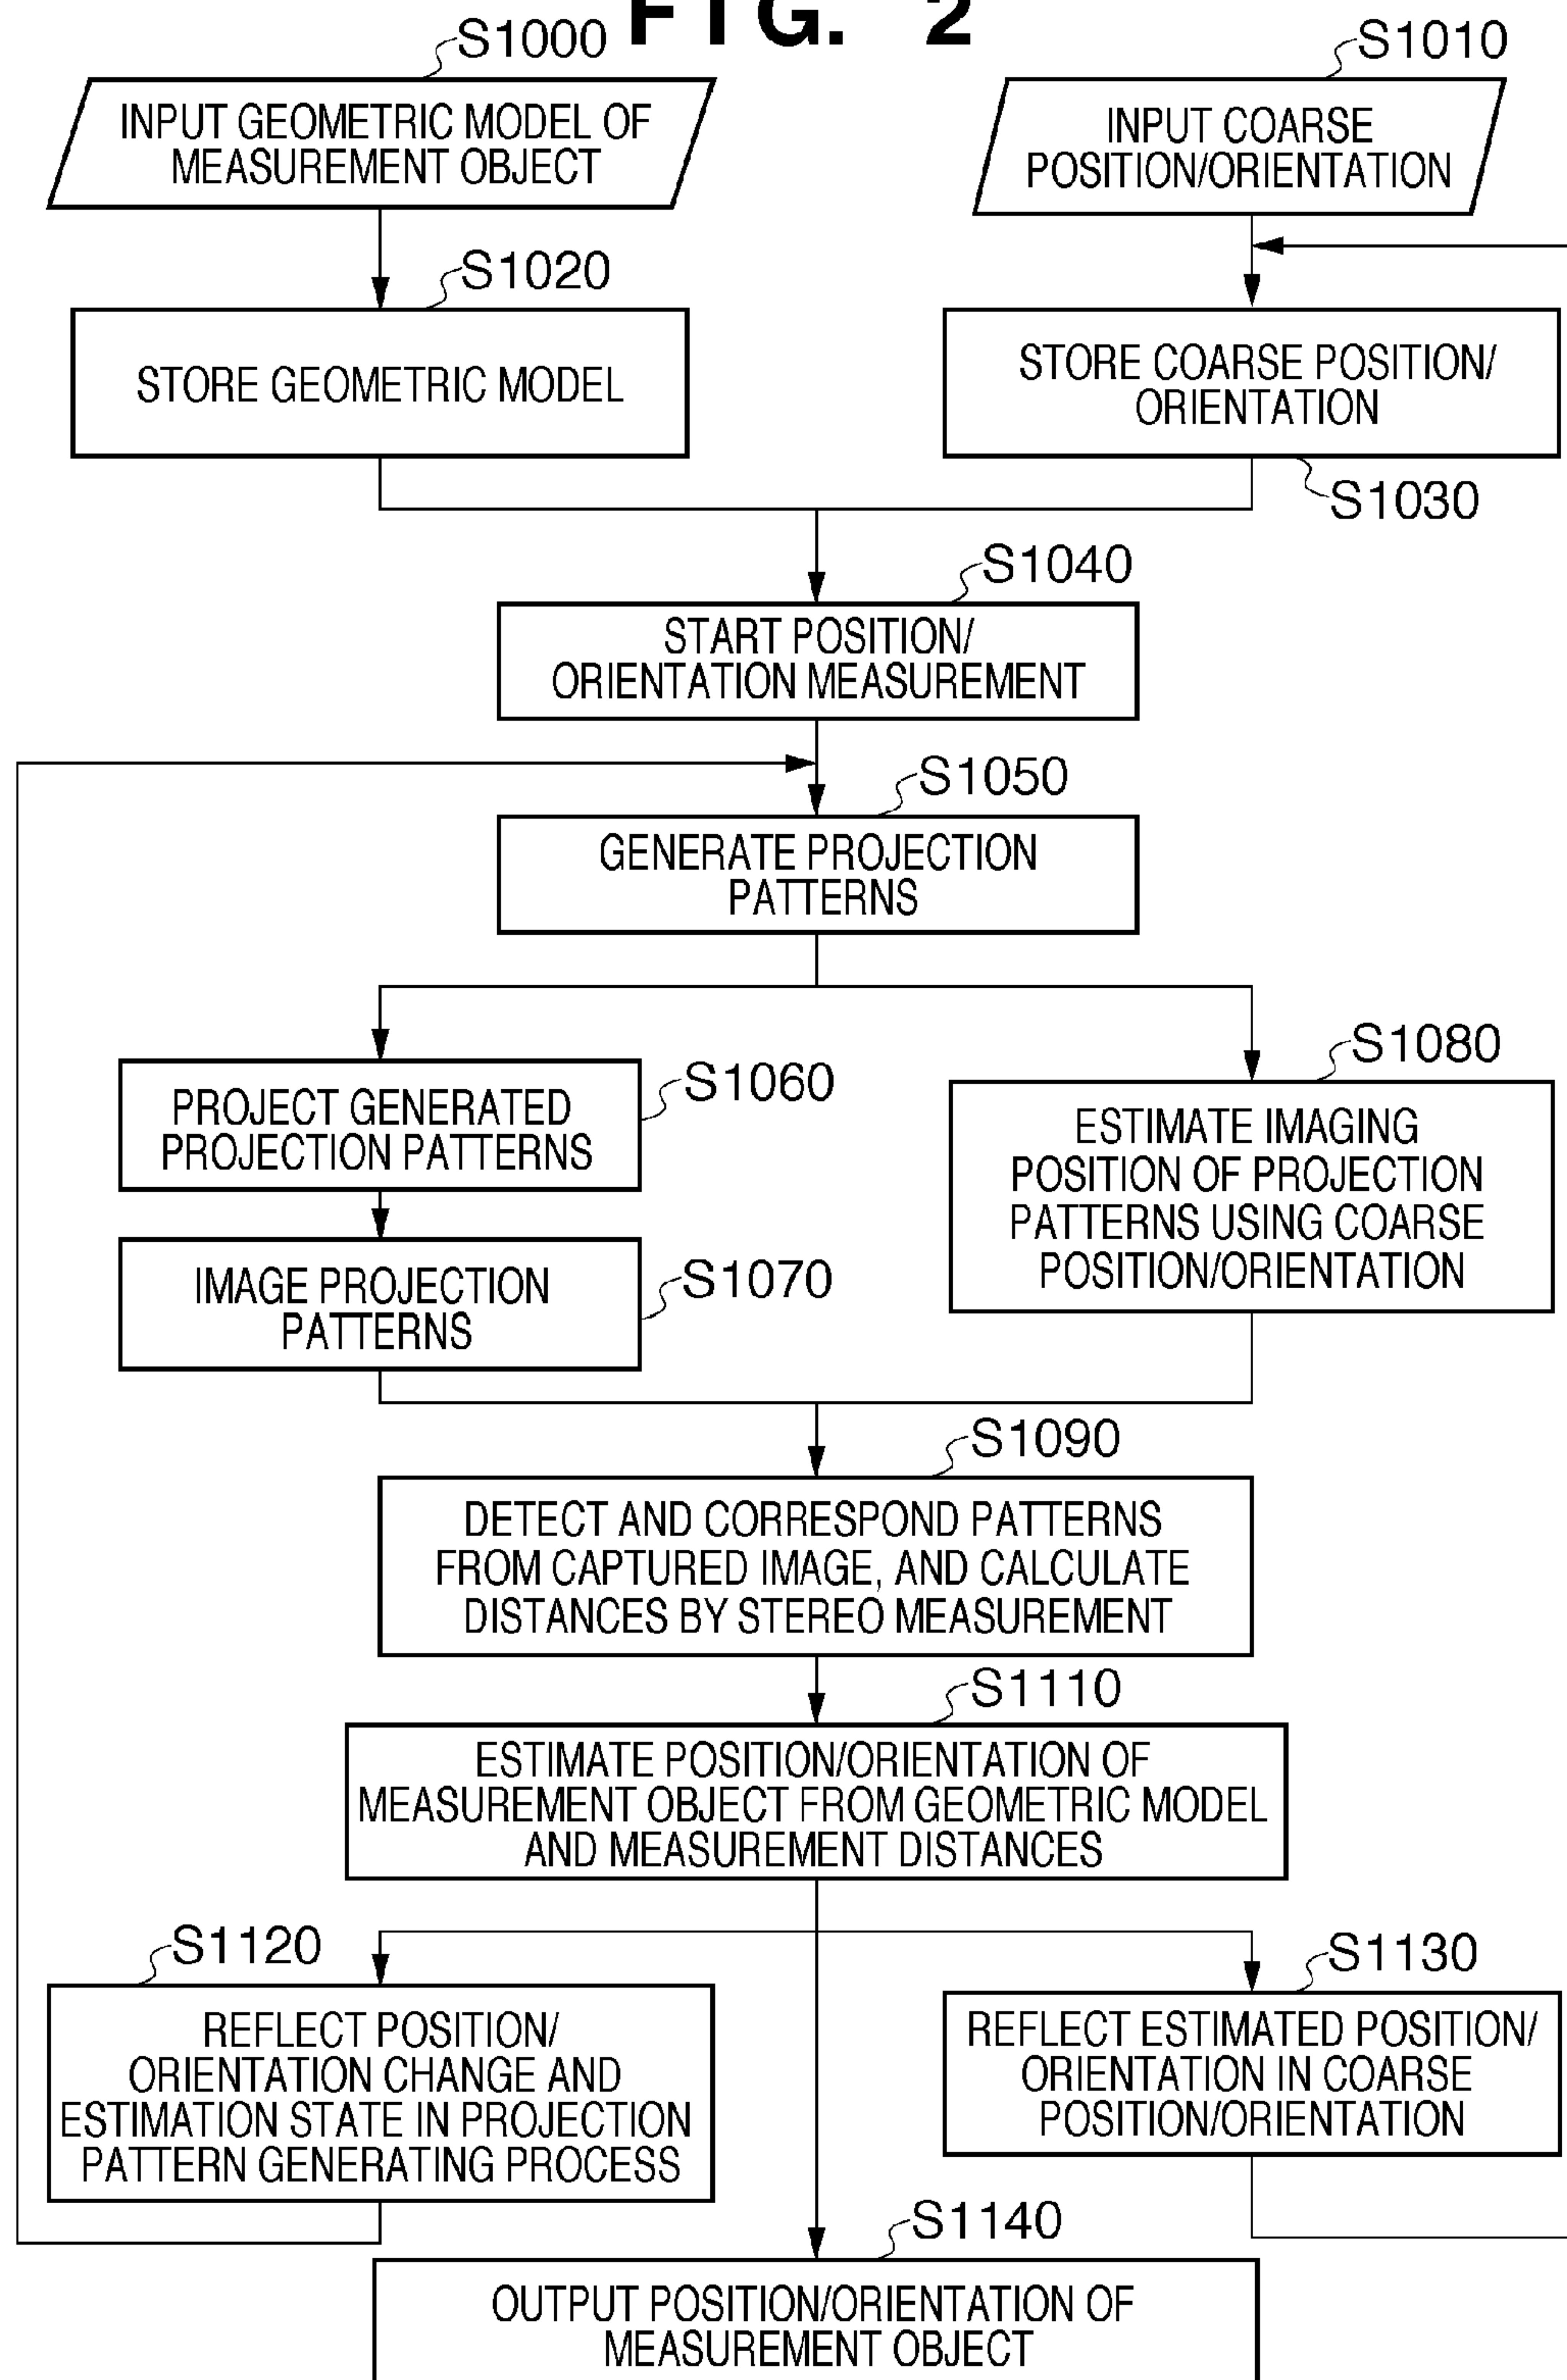 FIG. 2
S1000
INPUT GEOMETRIC MODEL OF
MEASUREMENT OBJECT
S1010
INPUT COARSE
POSITION/ORIENTATION
S1020
STORE GEOMETRIC MODEL
STORE COARSE POSITION/
ORIENTATION
S1030
S1040
START POSITION/
ORIENTATION MEASUREMENT
S1050
GENERATE PROJECTION
PATTERNS
S1060
PROJECT GENERATED
PROJECTION PATTERNS
S1070
IMAGE PROJECTION
PATTERNS
S1080
ESTIMATE IMAGING
POSITION OF PROJECTION
PATTERNS USING COARSE
POSITION/ORIENTATION
S1090
DETECT AND CORRESPOND PATTERNS
FROM CAPTURED IMAGE, AND CALCULATE
DISTANCES BY STEREO MEASUREMENT
S1110
ESTIMATE POSITION/ORIENTATION OF
MEASUREMENT OBJECT FROM GEOMETRIC MODEL
AND MEASUREMENT DISTANCES
S1120
REFLECT POSITION/
ORIENTATION CHANGE AND
ESTIMATION STATE IN PROJECTION
PATTERN GENERATING PROCESS
S1130
REFLECT ESTIMATED POSITION/
ORIENTATION IN COARSE
POSITION/ORIENTATION
S1140
OUTPUT POSITION/ORIENTATION OF
MEASUREMENT OBJECT